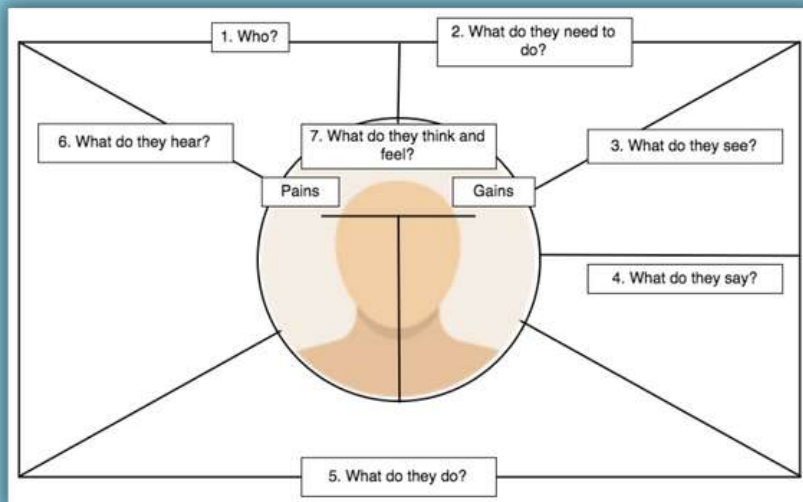 1. Who?
2. What do they need to
do?
6. What do they hear?
7. What do they think and
feel?
3. What do they see?
Pains
Gains
4. What do they say?
5. What do they do?